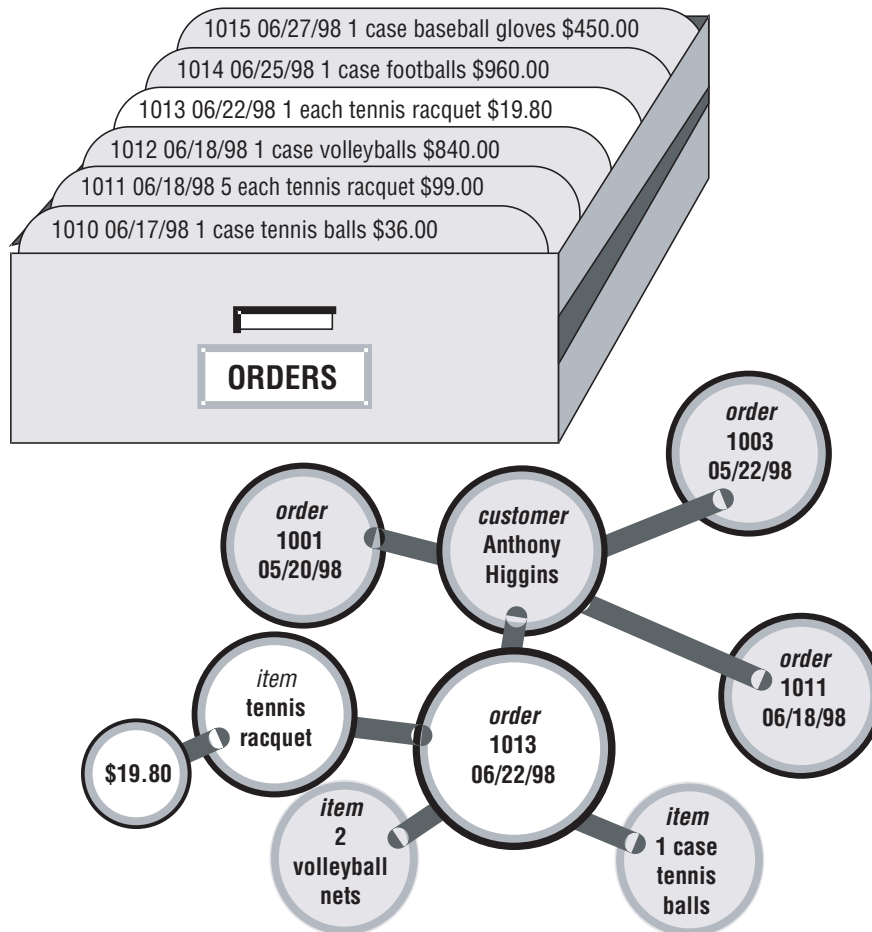 1015 06/27/98 1 case baseball gloves $450.00
1014 06/25/98 1 case footballs $960.00
1013 06/22/98 1 each tennis racquet $19.80
1012 06/18/98 1 case volleyballs $840.00
1011 06/18/98 5 each tennis racquet $99.00
1010 06/17/98 1 case tennis balls $36.00
ORDERS
order
1003
05/22/98
order
1001
05/20/98
customer
Anthony
Higgins
order
1011
06/18/98
item
tennis
racquet
order
1013
06/22/98
$19.80
item
2
volleyball
nets
item
1 case
tennis
balls